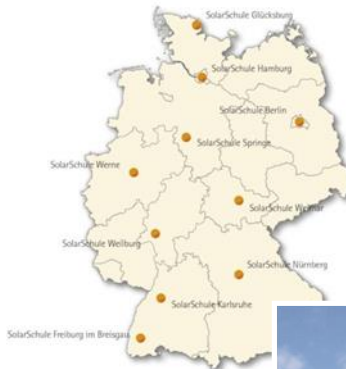 SolarSchule Glücksburg
SolarSchule Hamburg
SolarSchule Berlin
SolarSchule Springe
SolarSchule Werne
SolarSchule Weimar
SolarSchule Weilburg
SolarSchule Nürnberg
SolarSchule Karlsruhe
SolarSchule Freiburg im Breisgau